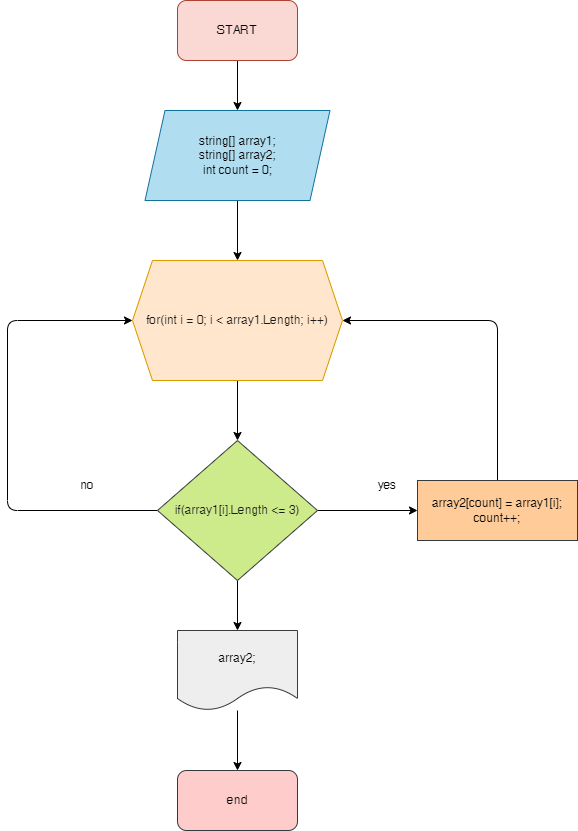 START
string[] array1;
string[] array2;
int count = 0;
for(int i = 0; i < array1.Length; i++)
no
if(array1[i].Length <= 3)
yes
array2[count] = array1[i];
count++;
array2;
end